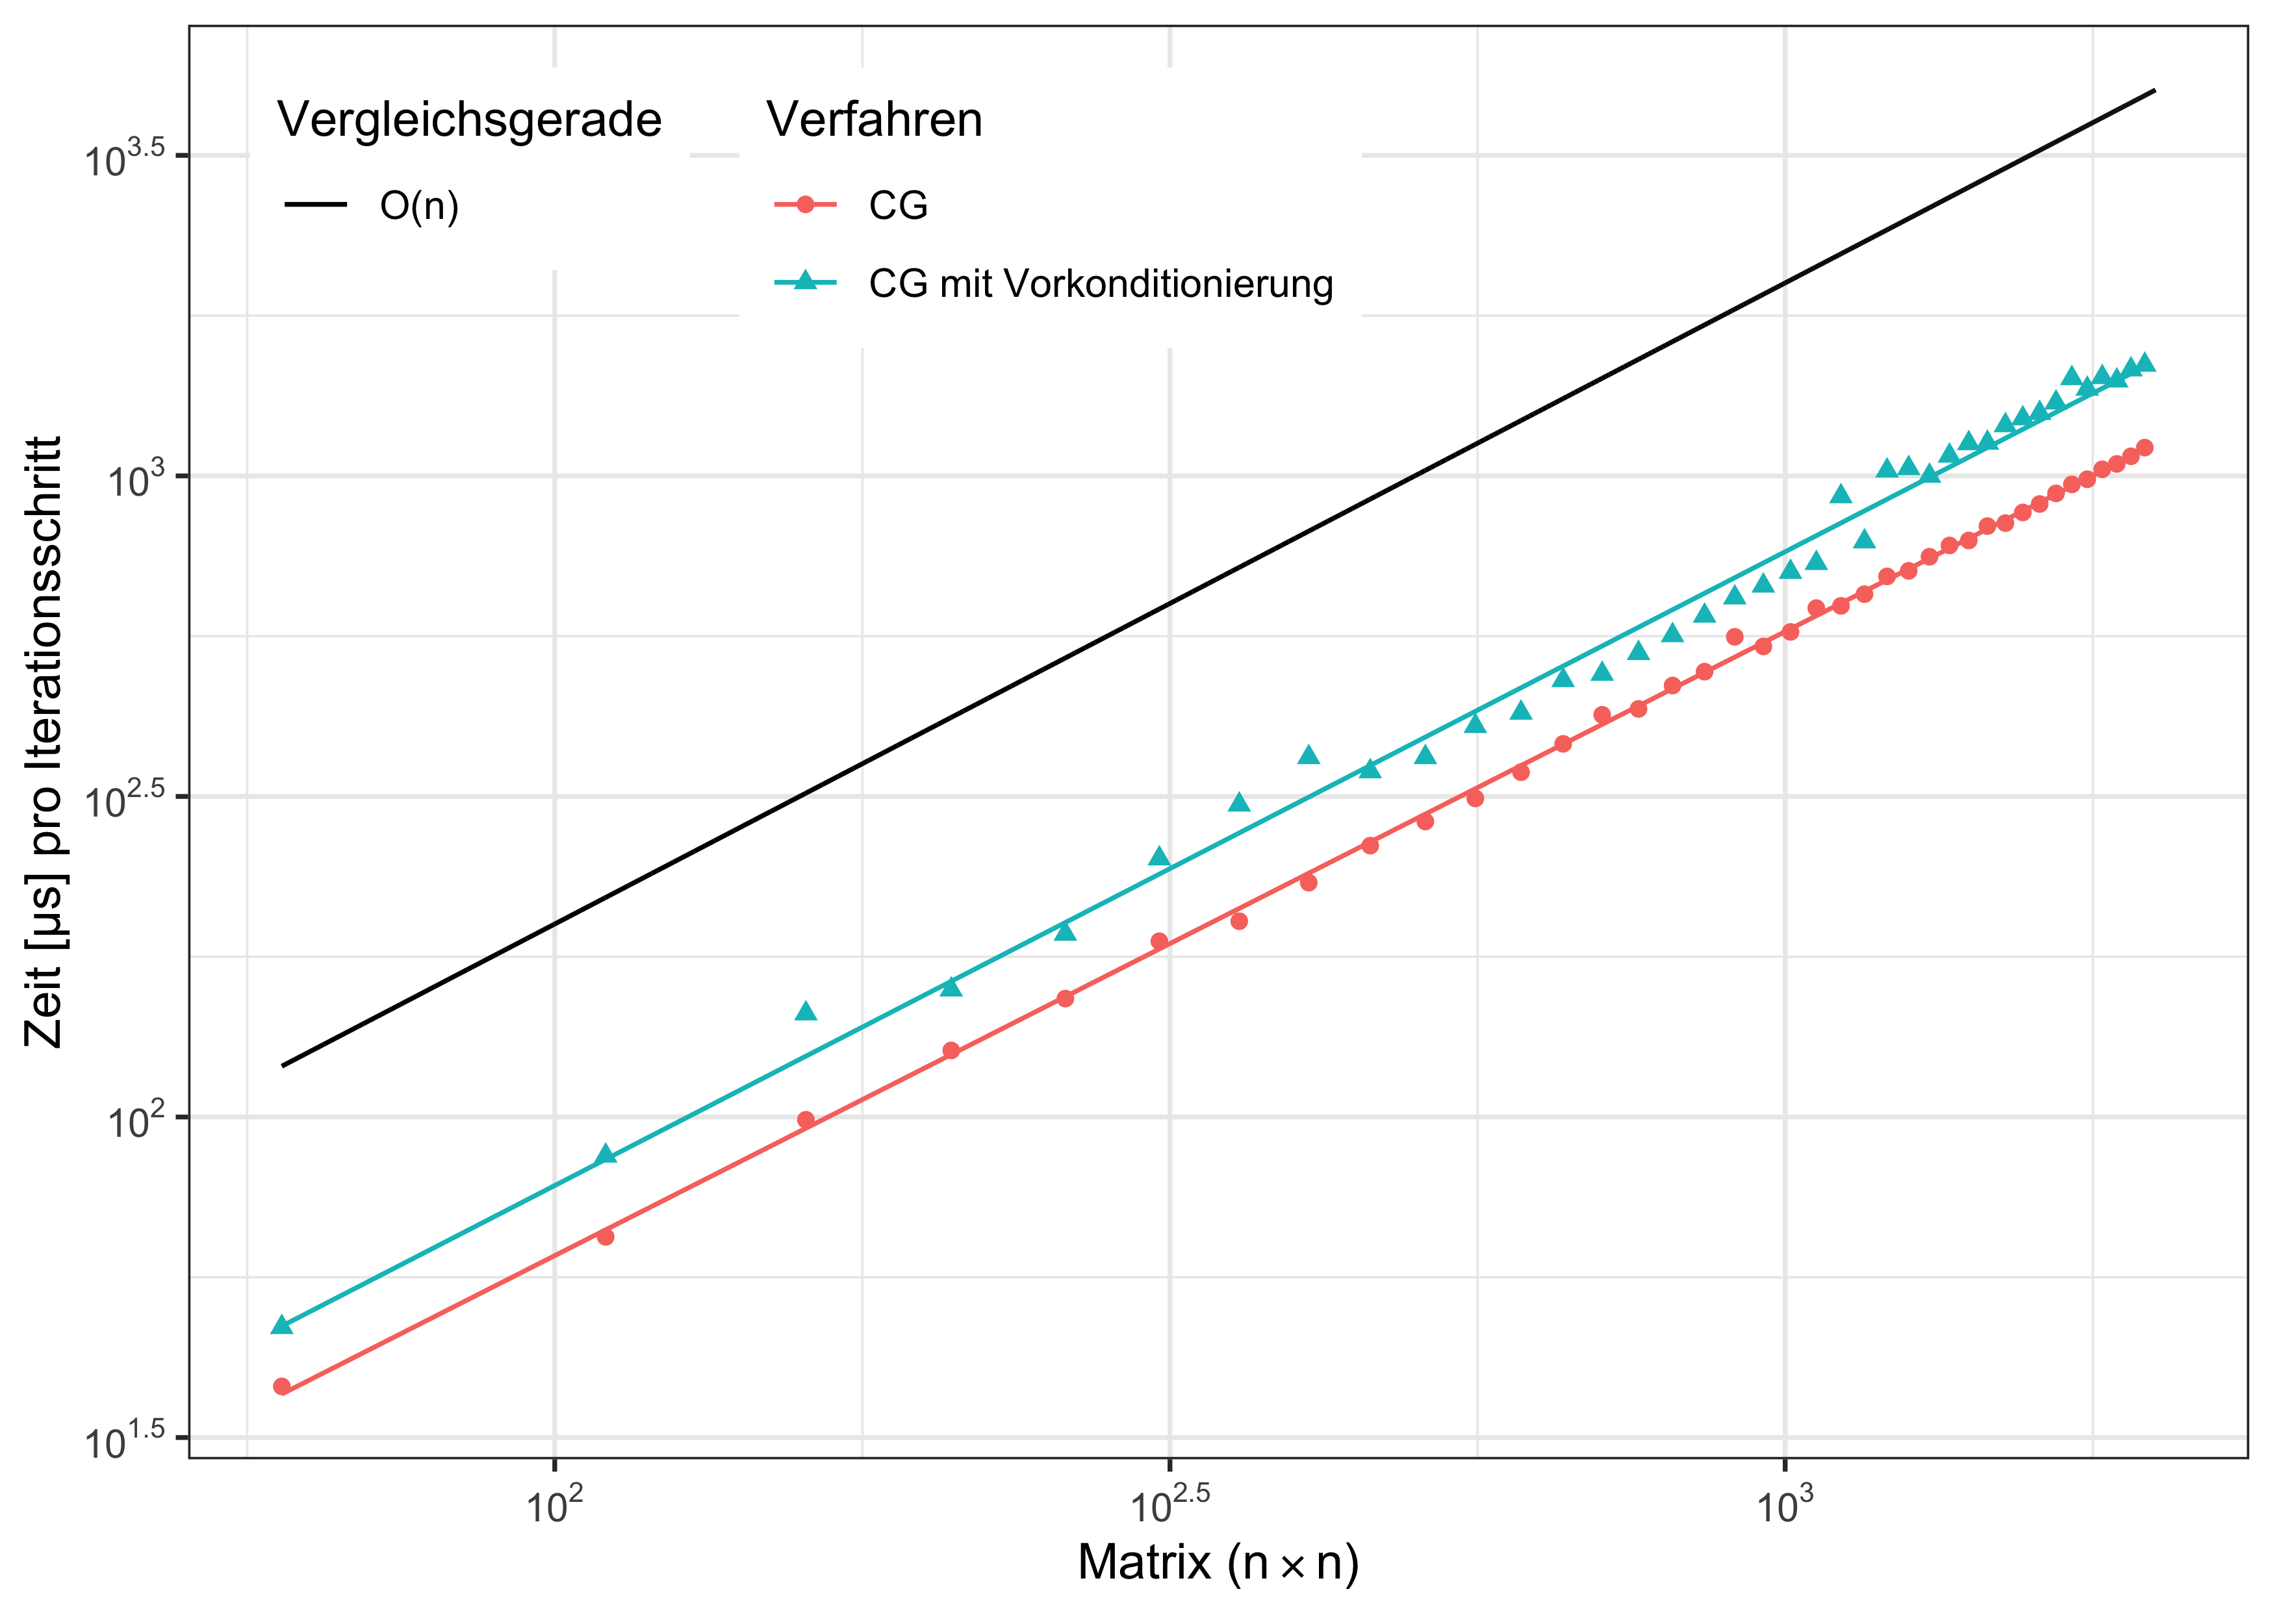 Vergleichsgerade
O(n)
Verfahren
CG
CG mit Vorkonditionierung
Zeit [µs] pro Iterationsschritt
10^3.5
10^3
10^2.5
10^2
10^1.5
10^2
10^2.5
10^3
Matrix (n × n)